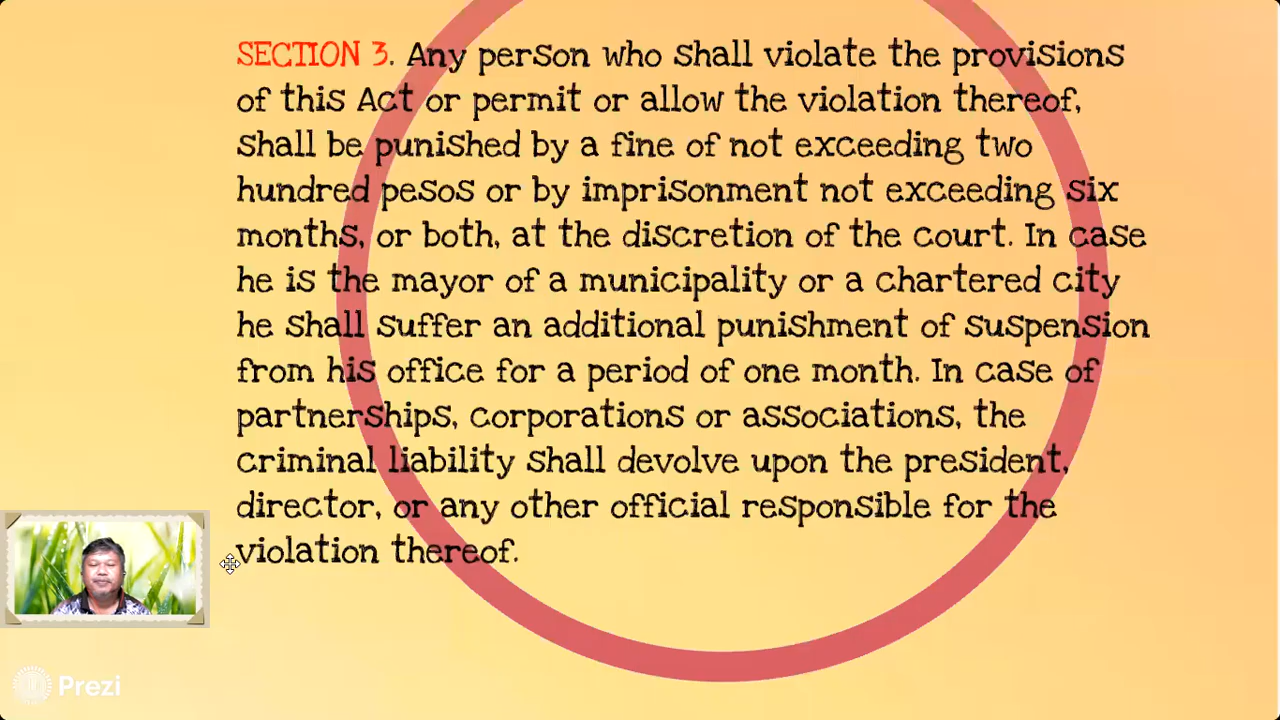 SECTION 3. Any person who shall violate the provisions
of this Act or permit or allow the violation thereof,
shall be punished by a fine of not exceeding two
hundred pesos or by imprisonment not exceeding six
months, or both, at the discretion of the court. In case
he is the mayor of a municipality or a chartered city
he shall suffer an additional punishment of suspension
from his office for a period of one month. In case of
partnerships, corporations or associations, the
criminal liability shall devolve upon the president,
director, or any other official responsible for the
violation thereof.
Prezi